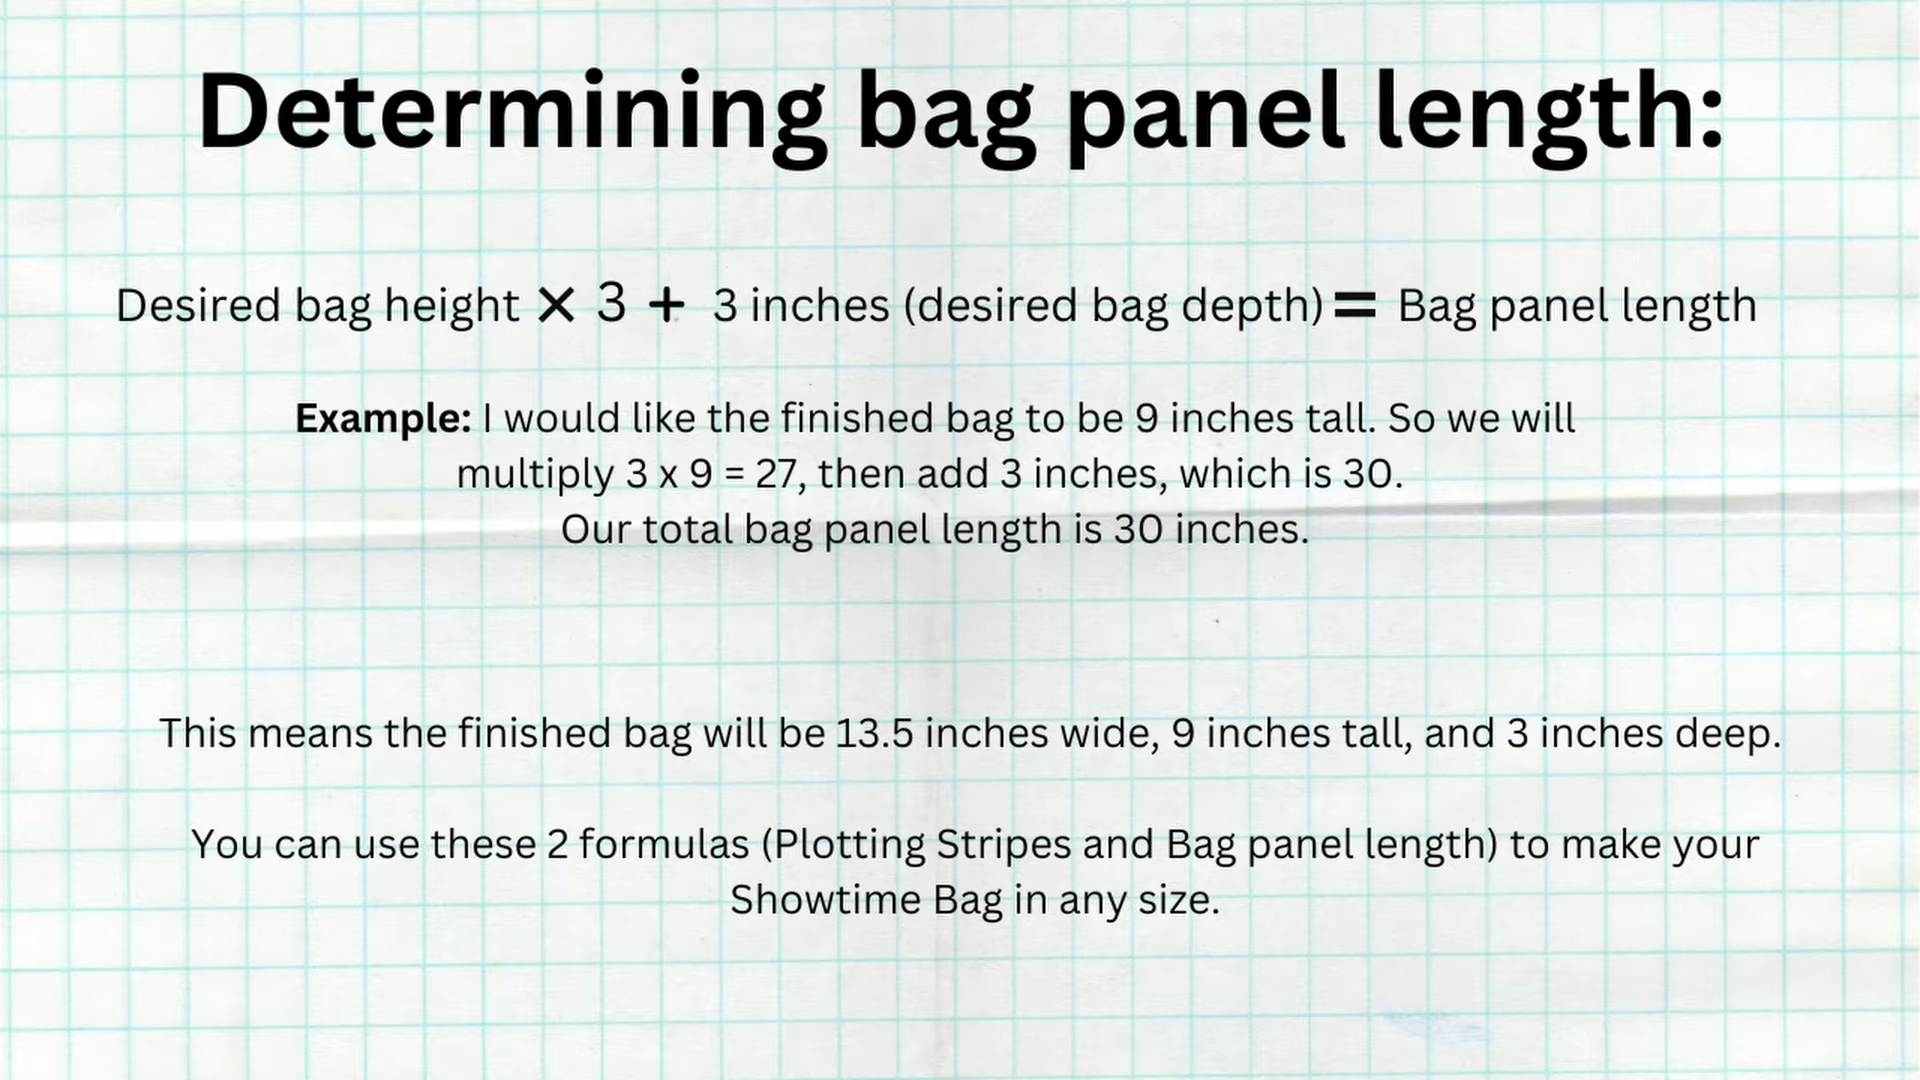 Determining bag panel length:
Desired bag height × 3 + 3 inches (desired bag depth) = Bag panel length
Example: I would like the finished bag to be 9 inches tall. So we will
multiply 3 x 9 = 27, then add 3 inches, which is 30.
Our total bag panel length is 30 inches.
This means the finished bag will be 13.5 inches wide, 9 inches tall, and 3 inches deep.
You can use these 2 formulas (Plotting Stripes and Bag panel length) to make your
Showtime Bag in any size.